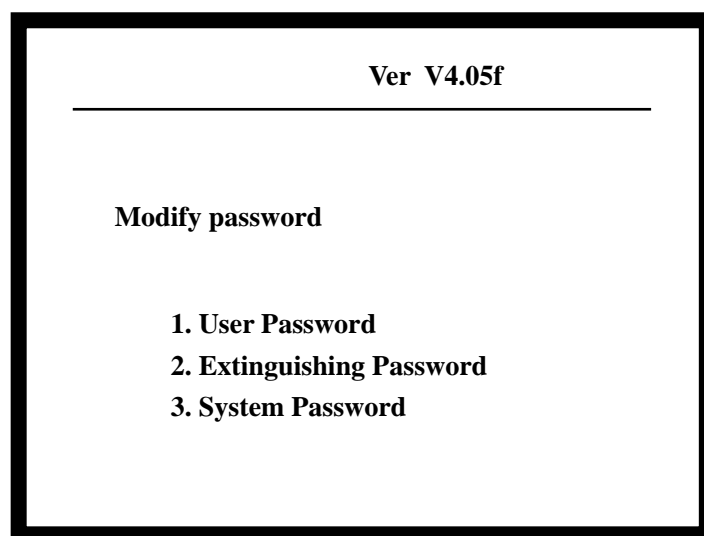 Ver V4.05f
Modify password
1. User Password
2. Extinguishing Password
3. System Password